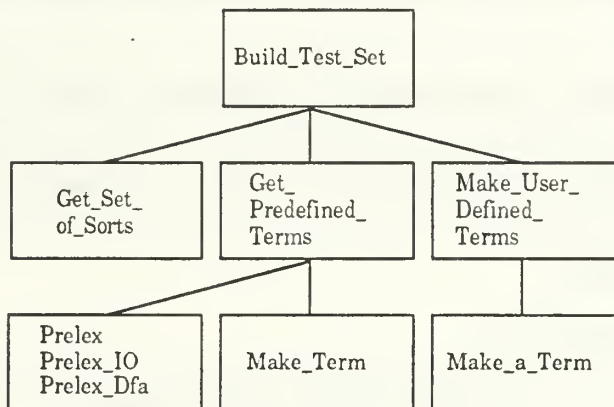 Build_Test_Set
Get_Set_
of_Sorts
Get_
Predefined_
Terms
Make_User_
Defined_
Terms
Prelex
Prelex_IO
Prelex_Dfa
Make_Term
Make_a_Term